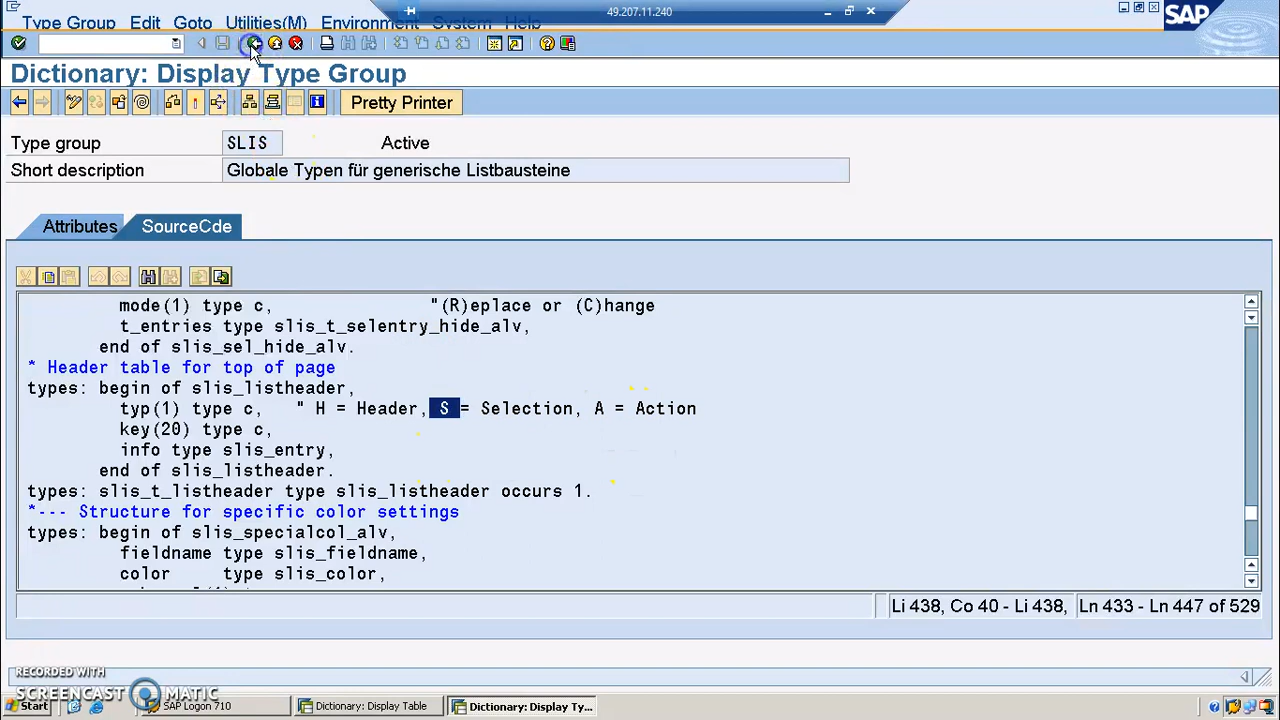 49.207.11.240
Type Group Edit Goto Utilities(M) Environment System Help
SAP
Dictionary: Display Type Group
Pretty Printer
Type group SLIS Active
Short description Globale Typen für generische Listbausteine
Attributes SourceCde
mode(1) type c, "(R)eplace or (C)hange
t_entries type slis_t_selentry_hide_alv,
end of slis_sel_hide_alv.
* Header table for top of page
types: begin of slis_listheader,
typ(1) type c, " H = Header, S = Selection, A = Action
key(20) type c,
info type slis_entry,
end of slis_listheader.
types: slis_t_listheader type slis_listheader occurs 1.
*--- Structure for specific color settings
types: begin of slis_specialcol_alv,
fieldname type slis_fieldname,
color type slis_color,
Li 438, Co 40 - Li 438, Ln 433 - Ln 447 of 529
RECORDED WITH
SCREENCAST MATIC
Start SAP Logon 710 Dictionary: Display Table Dictionary: Display Ty...